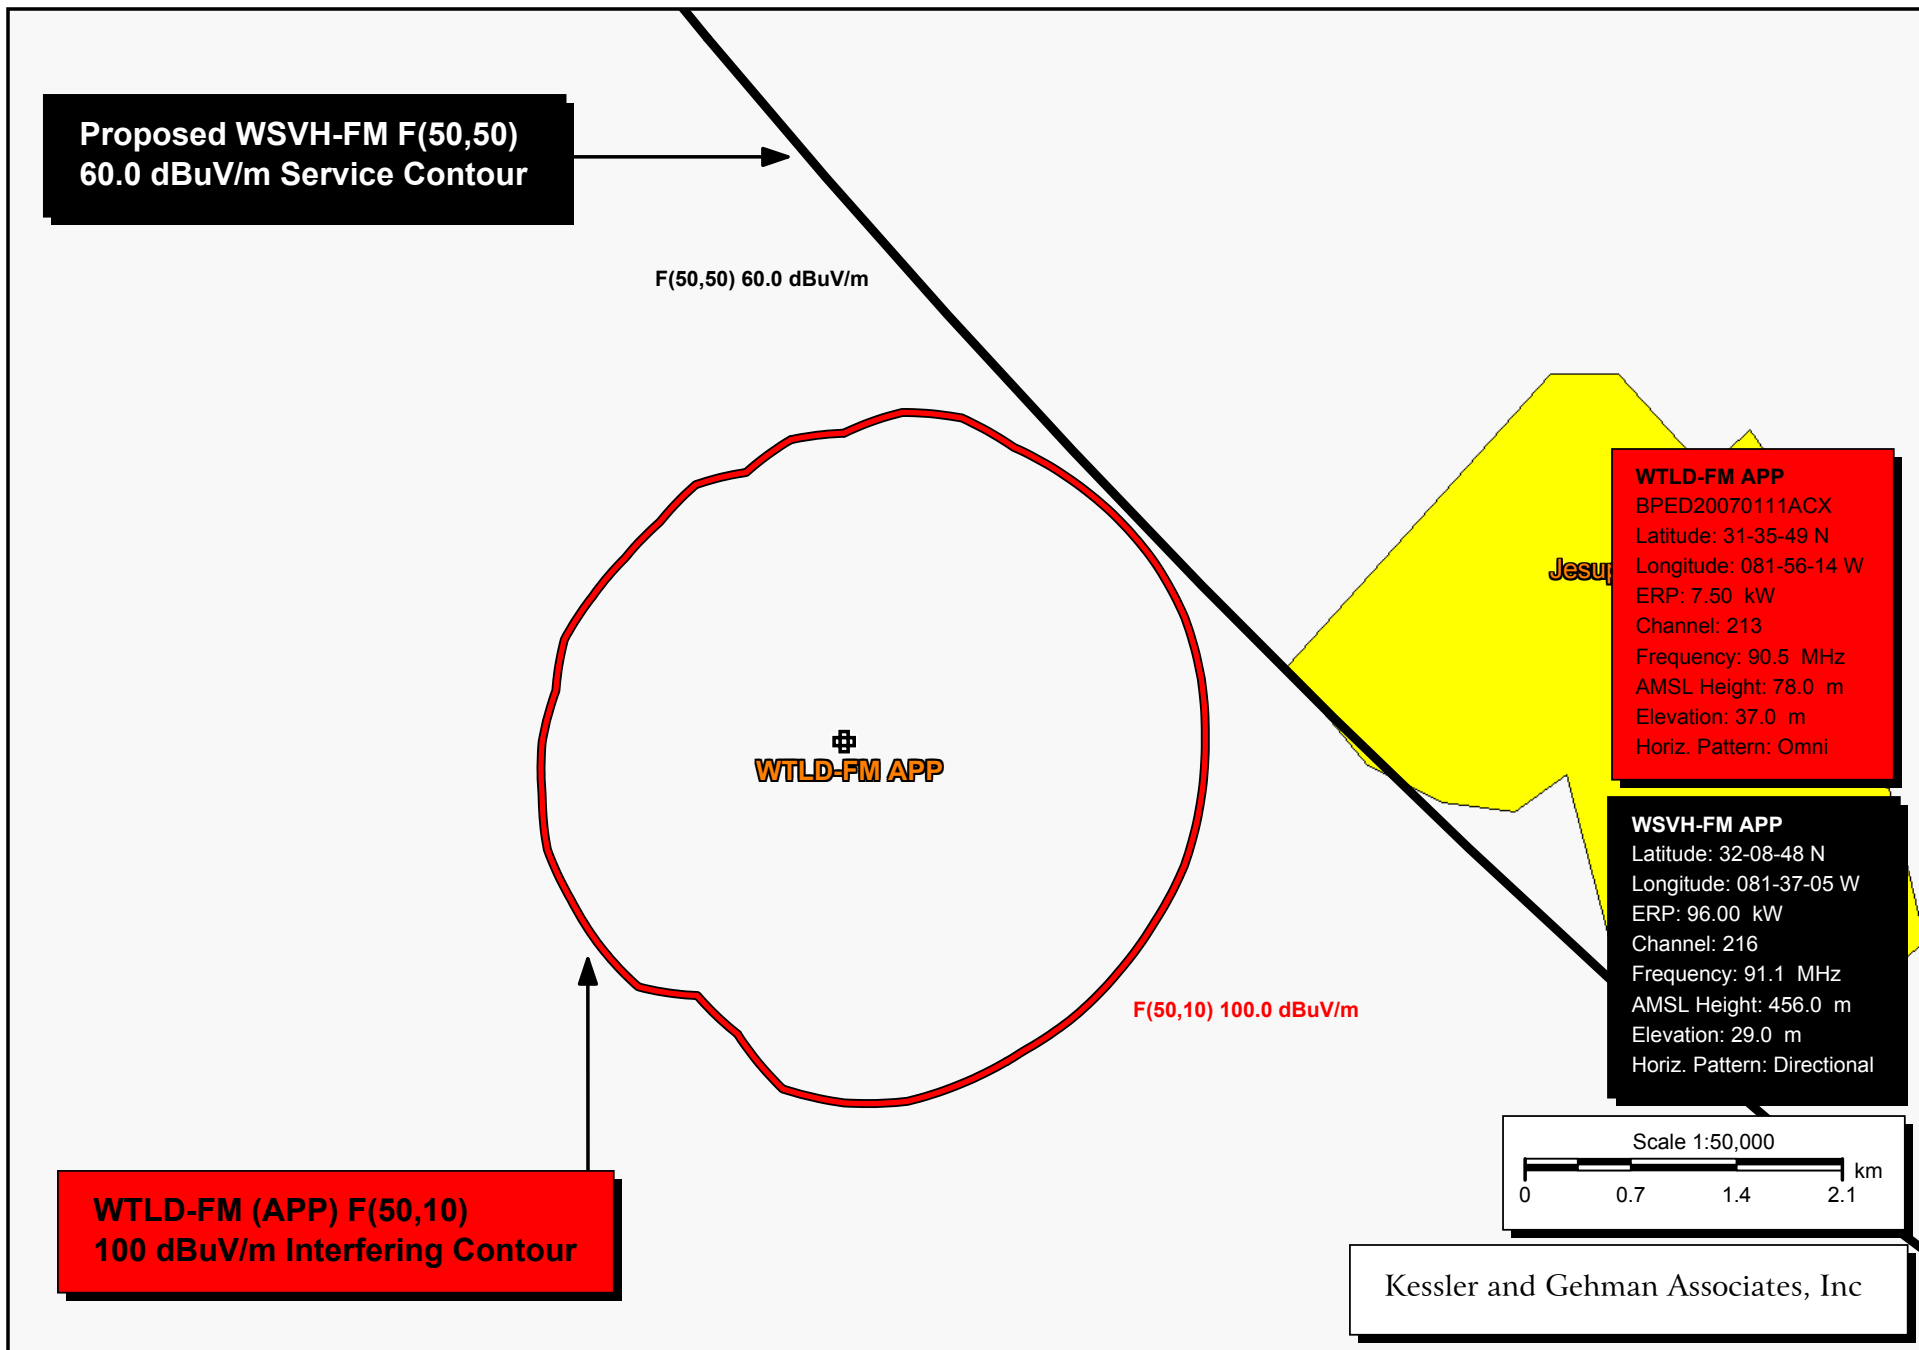 Proposed WSVH-FM F(50,50)
60.0 dBuV/m Service Contour
F(50,50) 60.0 dBuV/m
WTLD-FM APP
BPED20070111ACX
Latitude: 31-35-49 N
Longitude: 081-56-14 W
ERP: 7.50 kW
Channel: 213
Frequency: 90.5 MHz
AMSL Height: 78.0 m
Elevation: 37.0 m
Horiz. Pattern: Omni
Jesup
WTLD-FM APP
WSVH-FM APP
Latitude: 32-08-48 N
Longitude: 081-37-05 W
ERP: 96.00 kW
Channel: 216
Frequency: 91.1 MHz
AMSL Height: 456.0 m
Elevation: 29.0 m
Horiz. Pattern: Directional
F(50,10) 100.0 dBuV/m
Scale 1:50,000
km
0 0.7 1.4 2.1
WTLD-FM (APP) F(50,10)
100 dBuV/m Interfering Contour
Kessler and Gehman Associates, Inc